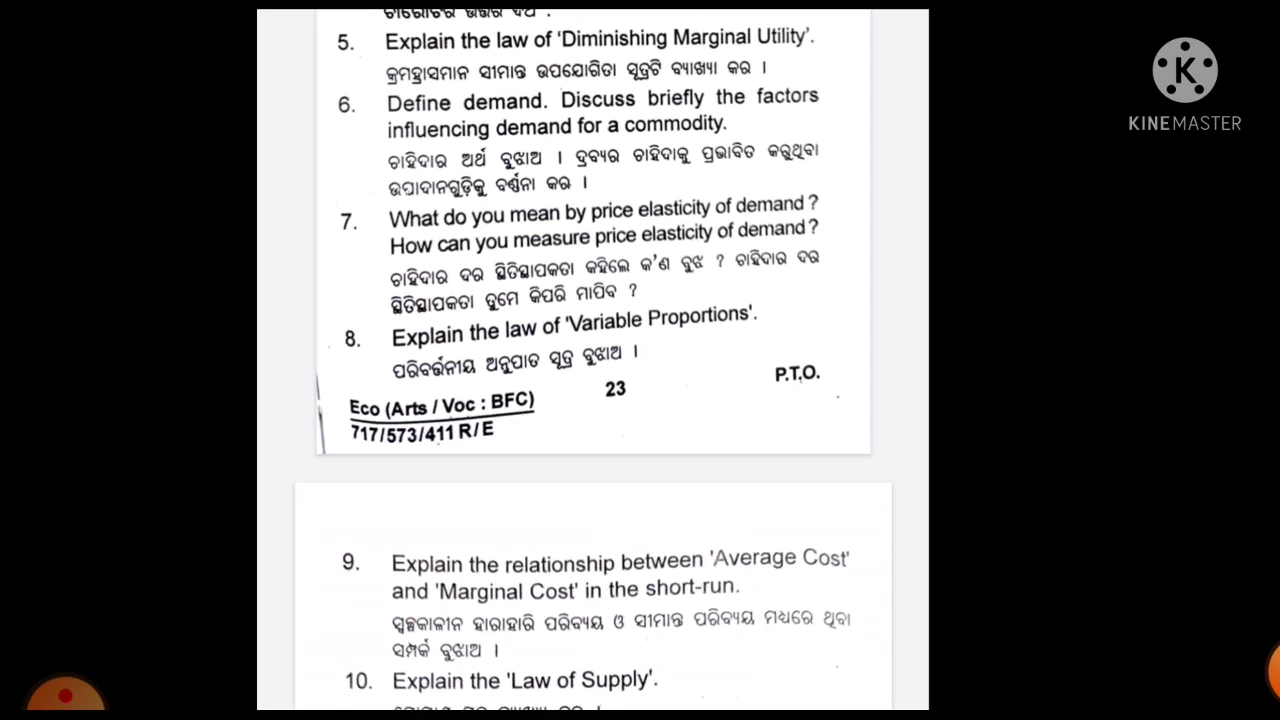 5. Explain the law of 'Diminishing Marginal Utility'.
କ୍ରମହ୍ରାସମାନ ସୀମାନ୍ତ ଉପଯୋଗିତା ସୂତ୍ରଟି ବ୍ୟାଖ୍ୟା କର ।
6. Define demand. Discuss briefly the factors
influencing demand for a commodity.
ଚାହିଦାର ଅର୍ଥ ବୁଝାଅ । ଦ୍ରବ୍ୟର ଚାହିଦାକୁ ପ୍ରଭାବିତ କରୁଥିବା
ଉପାଦାନଗୁଡ଼ିକୁ ବର୍ଣ୍ଣନା କର ।
7. What do you mean by price elasticity of demand ?
How can you measure price elasticity of demand ?
ଚାହିଦାର ଦର ସ୍ଥିତିସ୍ଥାପକତା କହିଲେ କ'ଣ ବୁଝ ? ଚାହିଦାର ଦର
ସ୍ଥିତିସ୍ଥାପକତା ତୁମେ କିପରି ମାପିବ ?
8. Explain the law of 'Variable Proportions'.
ପରିବର୍ତ୍ତନୀୟ ଅନୁପାତ ସୂତ୍ର ବୁଝାଅ ।
Eco (Arts / Voc : BFC) 23 P.T.O.
717/573/411 R/E
9. Explain the relationship between 'Average Cost'
and 'Marginal Cost' in the short-run.
ସ୍ଵଳ୍ପକାଳୀନ ହାରାହାରି ପରିବ୍ୟୟ ଓ ସୀମାନ୍ତ ପରିବ୍ୟୟ ମଧ୍ୟରେ ଥିବା
ସମ୍ପର୍କ ବୁଝାଅ ।
10. Explain the 'Law of Supply'.
KINEMASTER